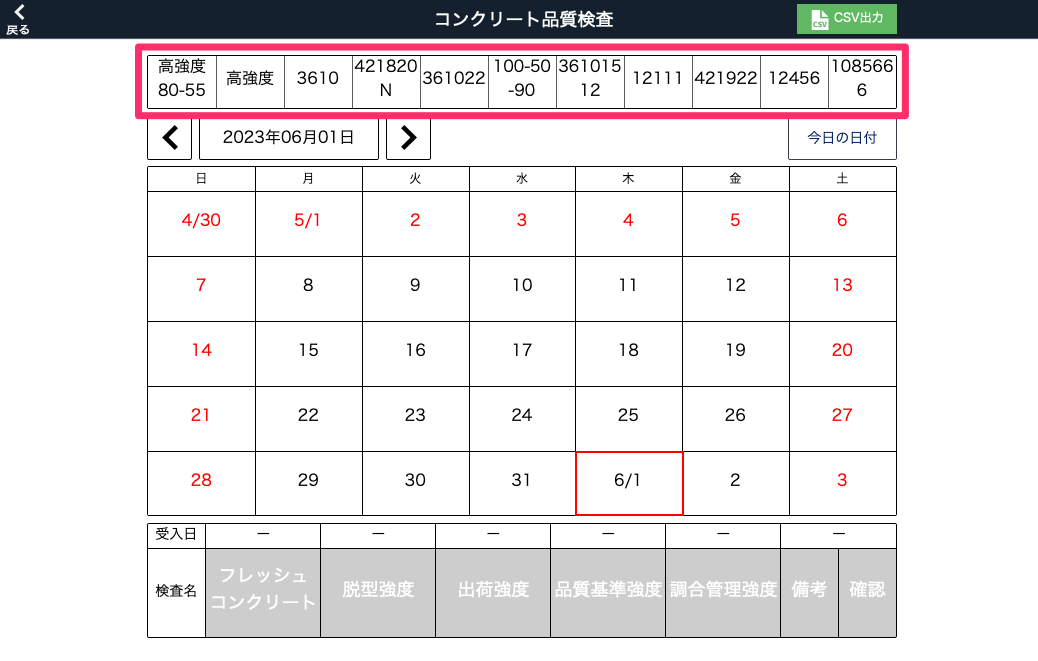 コンクリート品質検査
CSV
CSV出力
戻る
高強度
80-55
高強度
3610
421820
N
361022
100-50
-90
361015
12
12111
421922
12456
108566
6
2023年06月01日
今日の日付
日 月 火 水 木 金 土
4/30 5/1 2 3 4 5 6
7 8 9 10 11 12 13
14 15 16 17 18 19 20
21 22 23 24 25 26 27
28 29 30 31 6/1 2 3
受入日 ー ー ー ー ー ー
検査名
フレッシュ
コンクリート
脱型強度
出荷強度
品質基準強度
調合管理強度
備考
確認